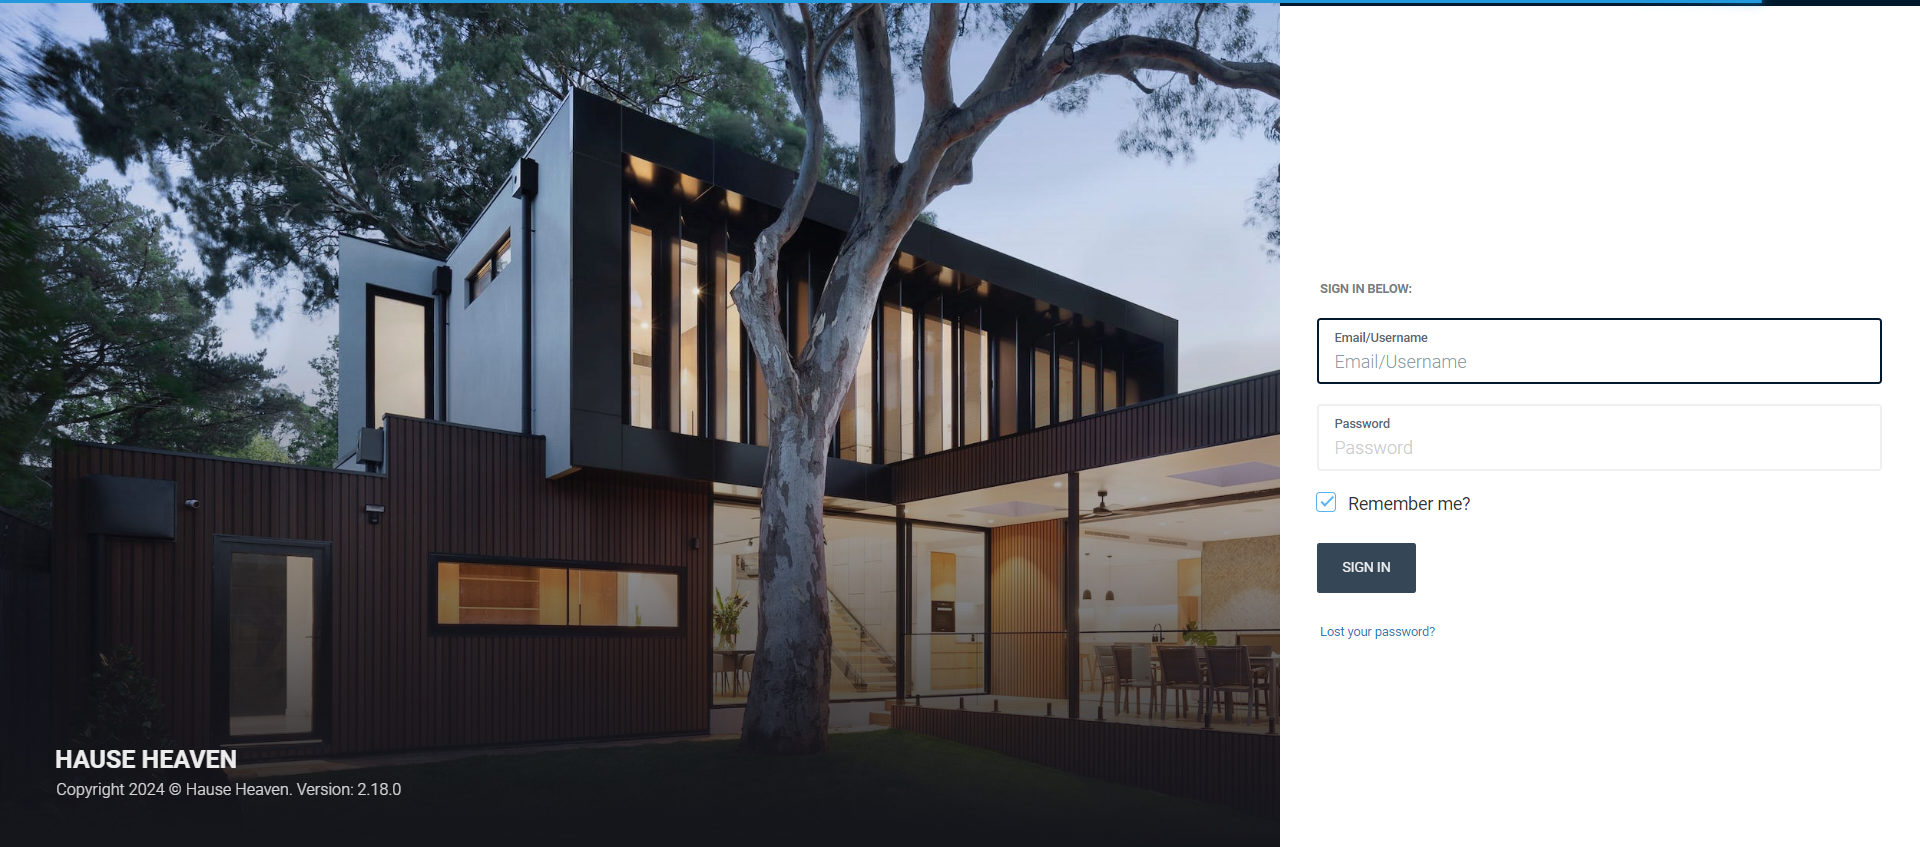 SIGN IN BELOW:
Email/Username
Email/Username
Password
Password
Remember me?
SIGN IN
Lost your password?
HAUSE HEAVEN
Copyright 2024 © Hause Heaven. Version: 2.18.0